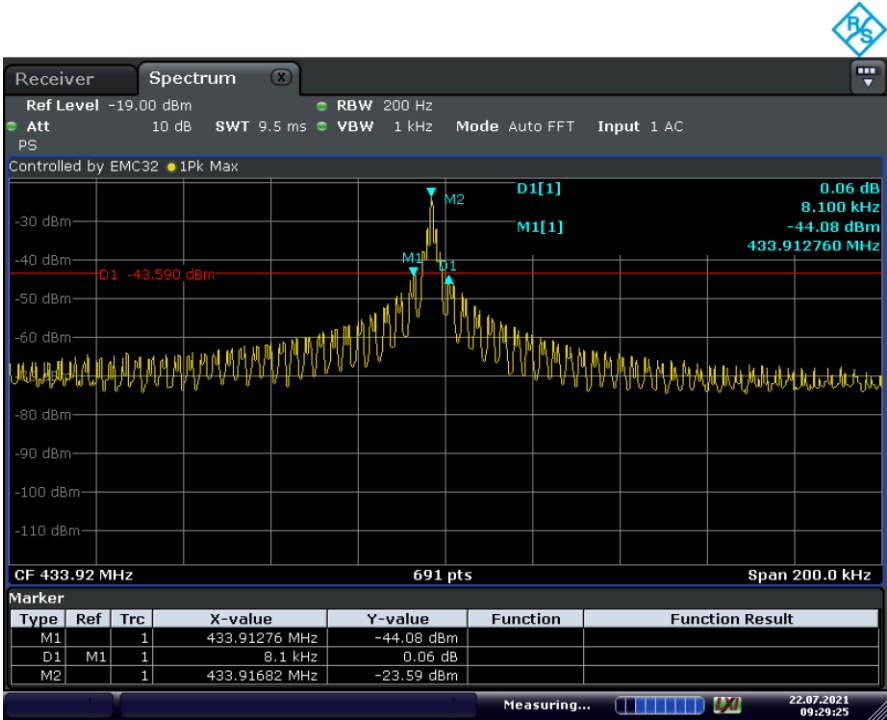 R&S
Receiver Spectrum X
Ref Level -19.00 dBm RBW 200 Hz
Att 10 dB SWT 9.5 ms VBW 1 kHz Mode Auto FFT Input 1 AC
PS
Controlled by EMC32 1Pk Max
D1[1] 0.06 dB
8.100 kHz
M2
M1[1] -44.08 dBm
433.912760 MHz
-30 dBm
-40 dBm
M1
D1
D1 -43.590 dBm
-50 dBm
-60 dBm
-80 dBm
-90 dBm
-100 dBm
-110 dBm
CF 433.92 MHz 691 pts Span 200.0 kHz
Marker
Type Ref Trc X-value Y-value Function Function Result
M1 1 433.91276 MHz -44.08 dBm
D1 M1 1 8.1 kHz 0.06 dB
M2 1 433.91682 MHz -23.59 dBm
Measuring... LXI 22.07.2021
09:29:25